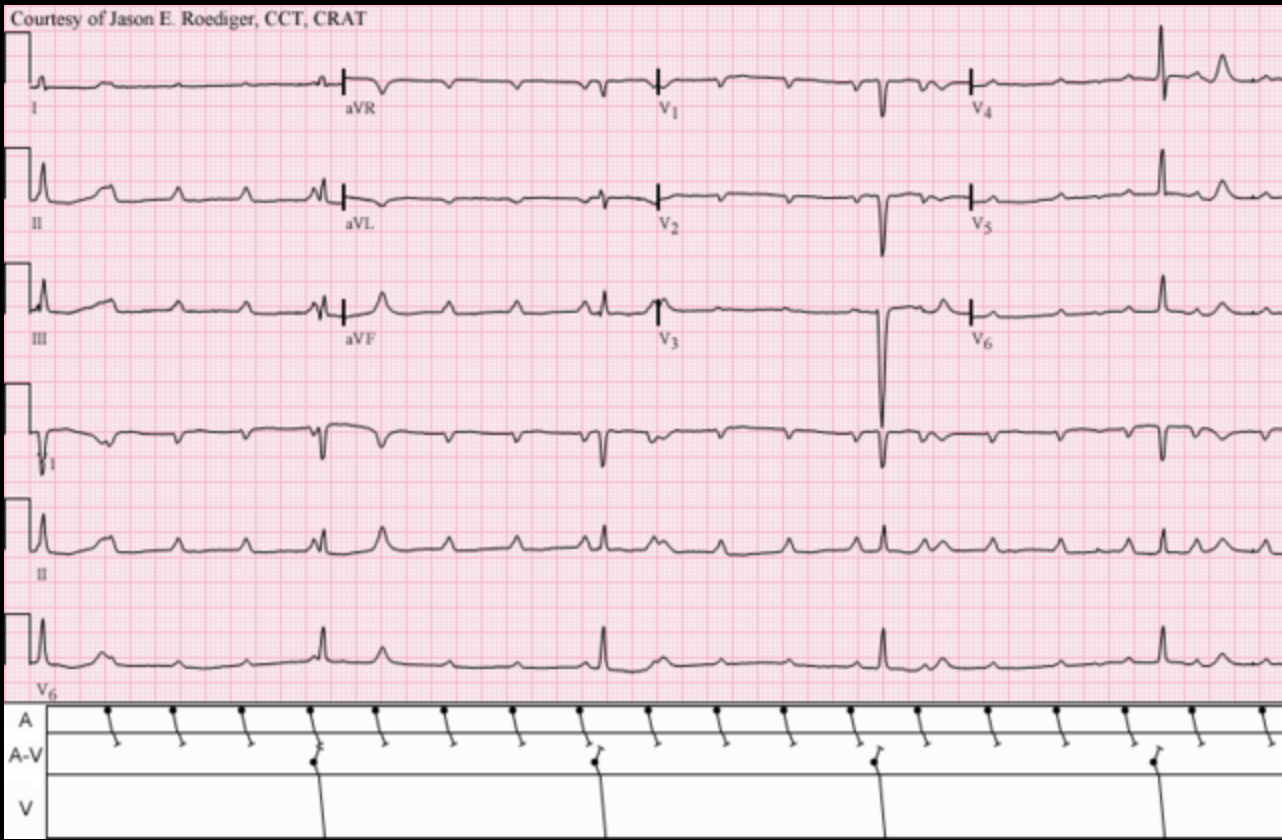 Courtesy of Jason E. Roediger, CCT, CRAT
I aVR V1 V4
II aVL V2 V5
III aVF V3 V6
V1
II
V6
A
A-V
V